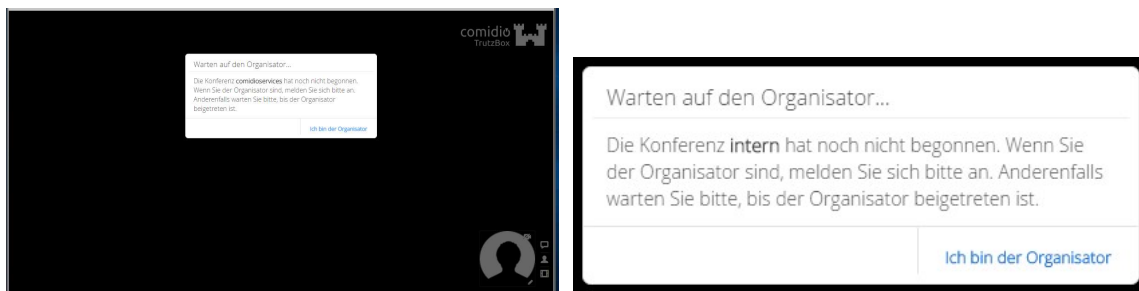 comidio
TrutzBox
Warten auf den Organisator...
Die Konferenz comidioservices hat noch nicht begonnen.
Wenn Sie der Organisator sind, melden Sie sich bitte an.
Anderenfalls warten Sie bitte, bis der Organisator
beigetreten ist.
Ich bin der Organisator
Warten auf den Organisator...
Die Konferenz intern hat noch nicht begonnen. Wenn Sie
der Organisator sind, melden Sie sich bitte an. Anderenfalls
warten Sie bitte, bis der Organisator beigetreten ist.
Ich bin der Organisator